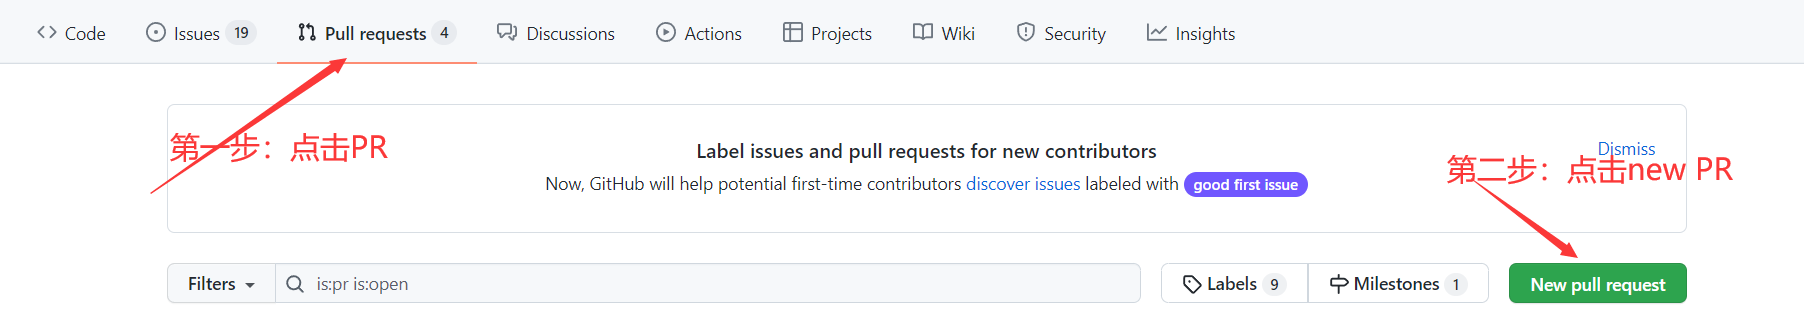 Code Issues 19 Pull requests 4 Discussions Actions Projects Wiki Security Insights
第一步：点击PR
Label issues and pull requests for new contributors
Dismiss
Now, GitHub will help potential first-time contributors discover issues labeled with good first issue
第二步：点击new PR
Filters is:pr is:open Labels 9 Milestones 1 New pull request